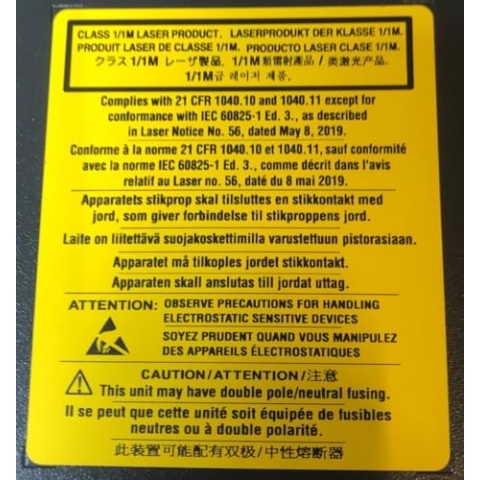 CLASS 1/1M LASER PRODUCT. LASERPRODUKT DER KLASSE 1/1M.
PRODUIT LASER DE CLASSE 1/1M. PRODUCTO LASER CLASE 1/1M.
クラス 1/1M レーザ製品. 1/1M 類雷射產品 / 类激光产品.
1/1M급 레이저 제품.
Complies with 21 CFR 1040.10 and 1040.11 except for
conformance with IEC 60825-1 Ed. 3., as described
in Laser Notice No. 56, dated May 8, 2019.
Conforme à la norme 21 CFR 1040.10 et 1040.11, sauf conformité
avec la norme IEC 60825-1 Ed. 3., comme décrit dans l'avis
relatif au Laser no. 56, daté du 8 mai 2019.
Apparatets stikprop skal tilsluttes en stikkontakt med
jord, som giver forbindelse til stikproppens jord.
Laite on liitettävä suojakoskettimilla varustettuun pistorasiaan.
Apparatet må tilkoples jordet stikkontakt.
Apparaten skall anslutas till jordat uttag.
ATTENTION: OBSERVE PRECAUTIONS FOR HANDLING
ELECTROSTATIC SENSITIVE DEVICES
SOYEZ PRUDENT QUAND VOUS MANIPULEZ
DES APPAREILS ÉLECTROSTATIQUES
CAUTION/ATTENTION/注意
This unit may have double pole/neutral fusing.
Il se peut que cette unité soit équipée de fusibles
neutres ou à double polarité.
此装置可能配有双极/中性熔断器